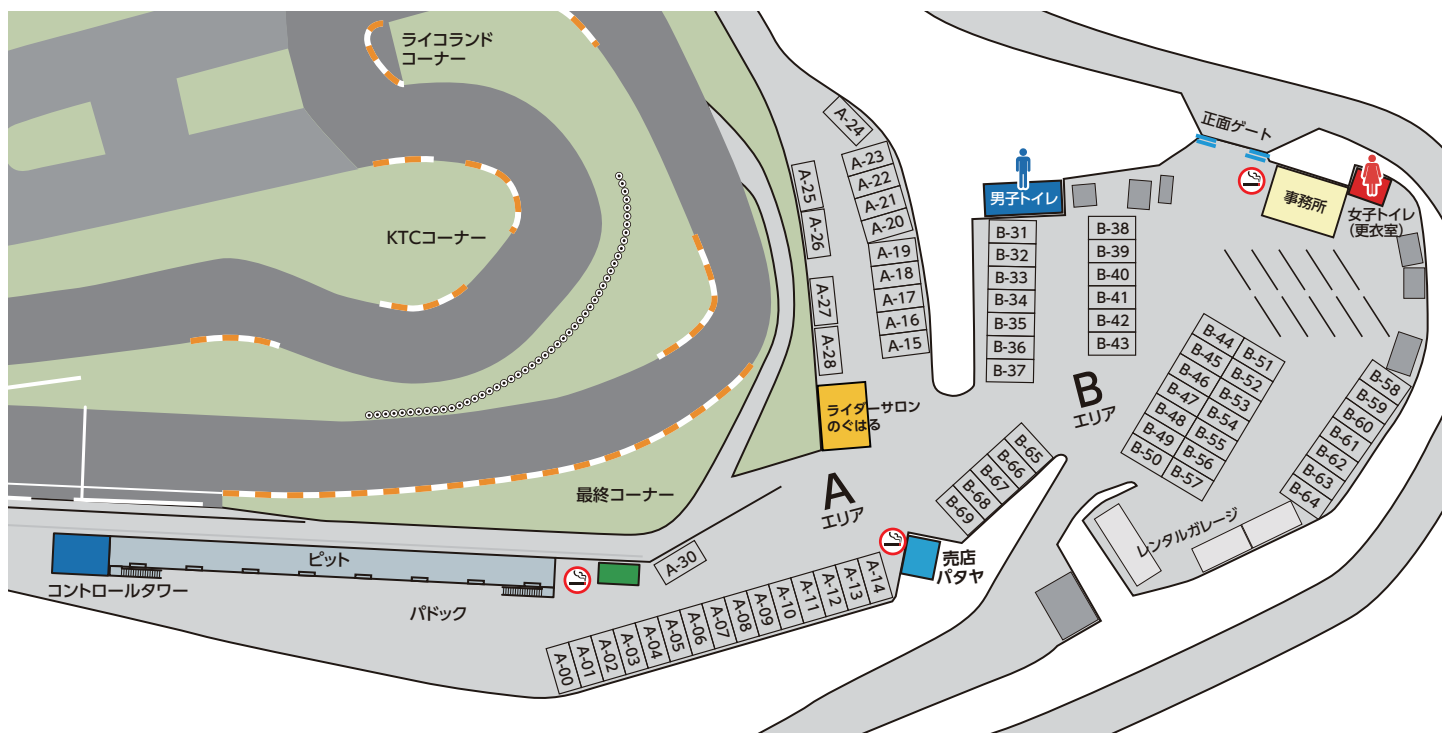 ライコランド
コーナー
KTCコーナー
最終コーナー
ピット
コントロールタワー
パドック
A-24
A-23
A-22
A-21
A-20
A-19
A-18
A-17
A-16
A-15
A-25
A-26
A-27
A-28
ライダーサロン
のぐはる
A
エリア
A-30
A-00
A-01
A-02
A-03
A-04
A-05
A-06
A-07
A-08
A-09
A-10
A-11
A-12
A-13
A-14
売店
パタヤ
男子トイレ
正面ゲート
事務所
女子トイレ
(更衣室)
B-31
B-32
B-33
B-34
B-35
B-36
B-37
B-38
B-39
B-40
B-41
B-42
B-43
B
エリア
B-44
B-45
B-46
B-47
B-48
B-49
B-50
B-51
B-52
B-53
B-54
B-55
B-56
B-57
B-58
B-59
B-60
B-61
B-62
B-63
B-64
B-65
B-66
B-67
B-68
B-69
レンタルガレージ